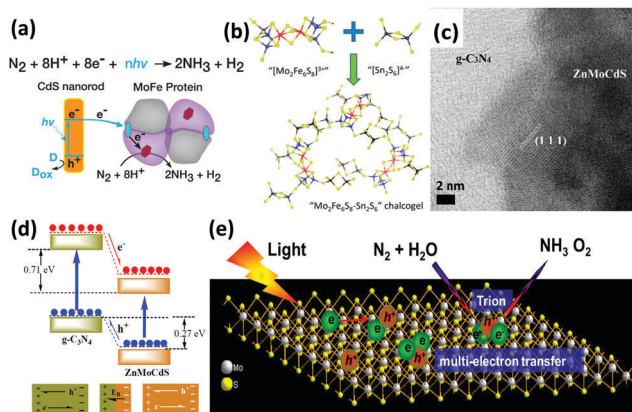 (a)
N₂ + 8H⁺ + 8e⁻ + nhν → 2NH₃ + H₂
CdS nanorod
MoFe Protein
e⁻
e⁻
e⁻
hν
D
h⁺
Dox
N₂ + 8H⁺
2NH₃ + H₂
(b)
"[Mo₂Fe₆S₈]³⁺"
"[Sn₂S₆]⁴⁻"
"Mo₂Fe₆S₈-Sn₂S₆" chalcogel
(c)
g-C₃N₄
ZnMoCdS
(1 1 1)
2 nm
(d)
e⁻
0.71 eV
g-C₃N₄
h⁺
0.27 eV
ZnMoCdS
h⁺
e⁻
h⁺
e⁻
(e)
Light
N₂ + H₂O
NH₃ O₂
Trion
e
h⁺
e
e
h⁺
h⁺
h⁺
e⁻
e⁻
multi-electron transfer
Mo
S